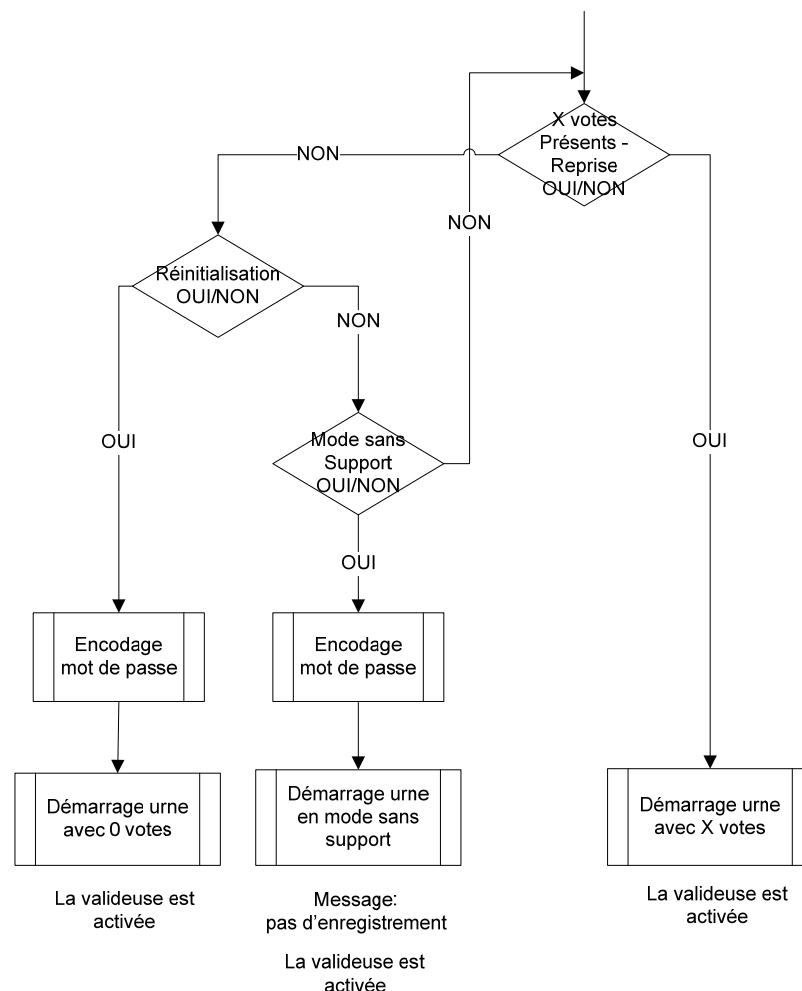 X votes
Présents -
Reprise
OUI/NON
NON
NON
Réinitialisation
OUI/NON
NON
OUI
Mode sans
Support
OUI/NON
OUI
OUI
Encodage
mot de passe
Encodage
mot de passe
Démarrage urne
avec 0 votes
Démarrage urne
en mode sans
support
Démarrage urne
avec X votes
La valideuse est
activée
Message:
pas d'enregistrement
La valideuse est
activée
La valideuse est
activée